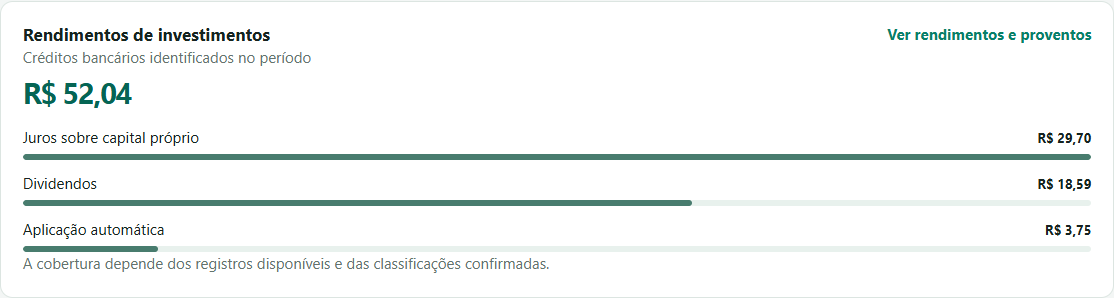 Rendimentos de investimentos
Ver rendimentos e proventos
Créditos bancários identificados no período
R$ 52,04
Juros sobre capital próprio
R$ 29,70
Dividendos
R$ 18,59
Aplicação automática
R$ 3,75
A cobertura depende dos registros disponíveis e das classificações confirmadas.